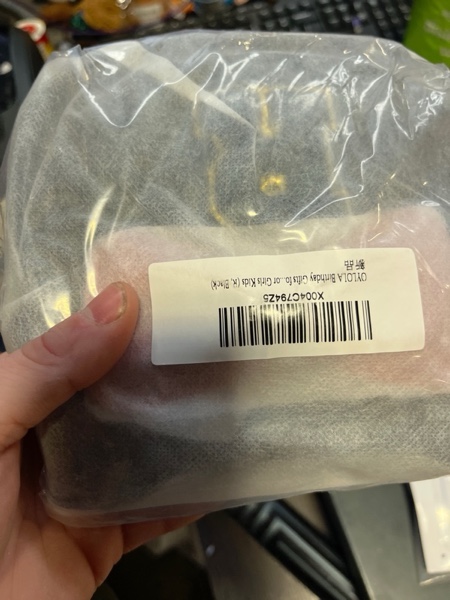 X004C794Z5
OYLOLA Birthday Gifts fo...or Girls Kids Black)
新品